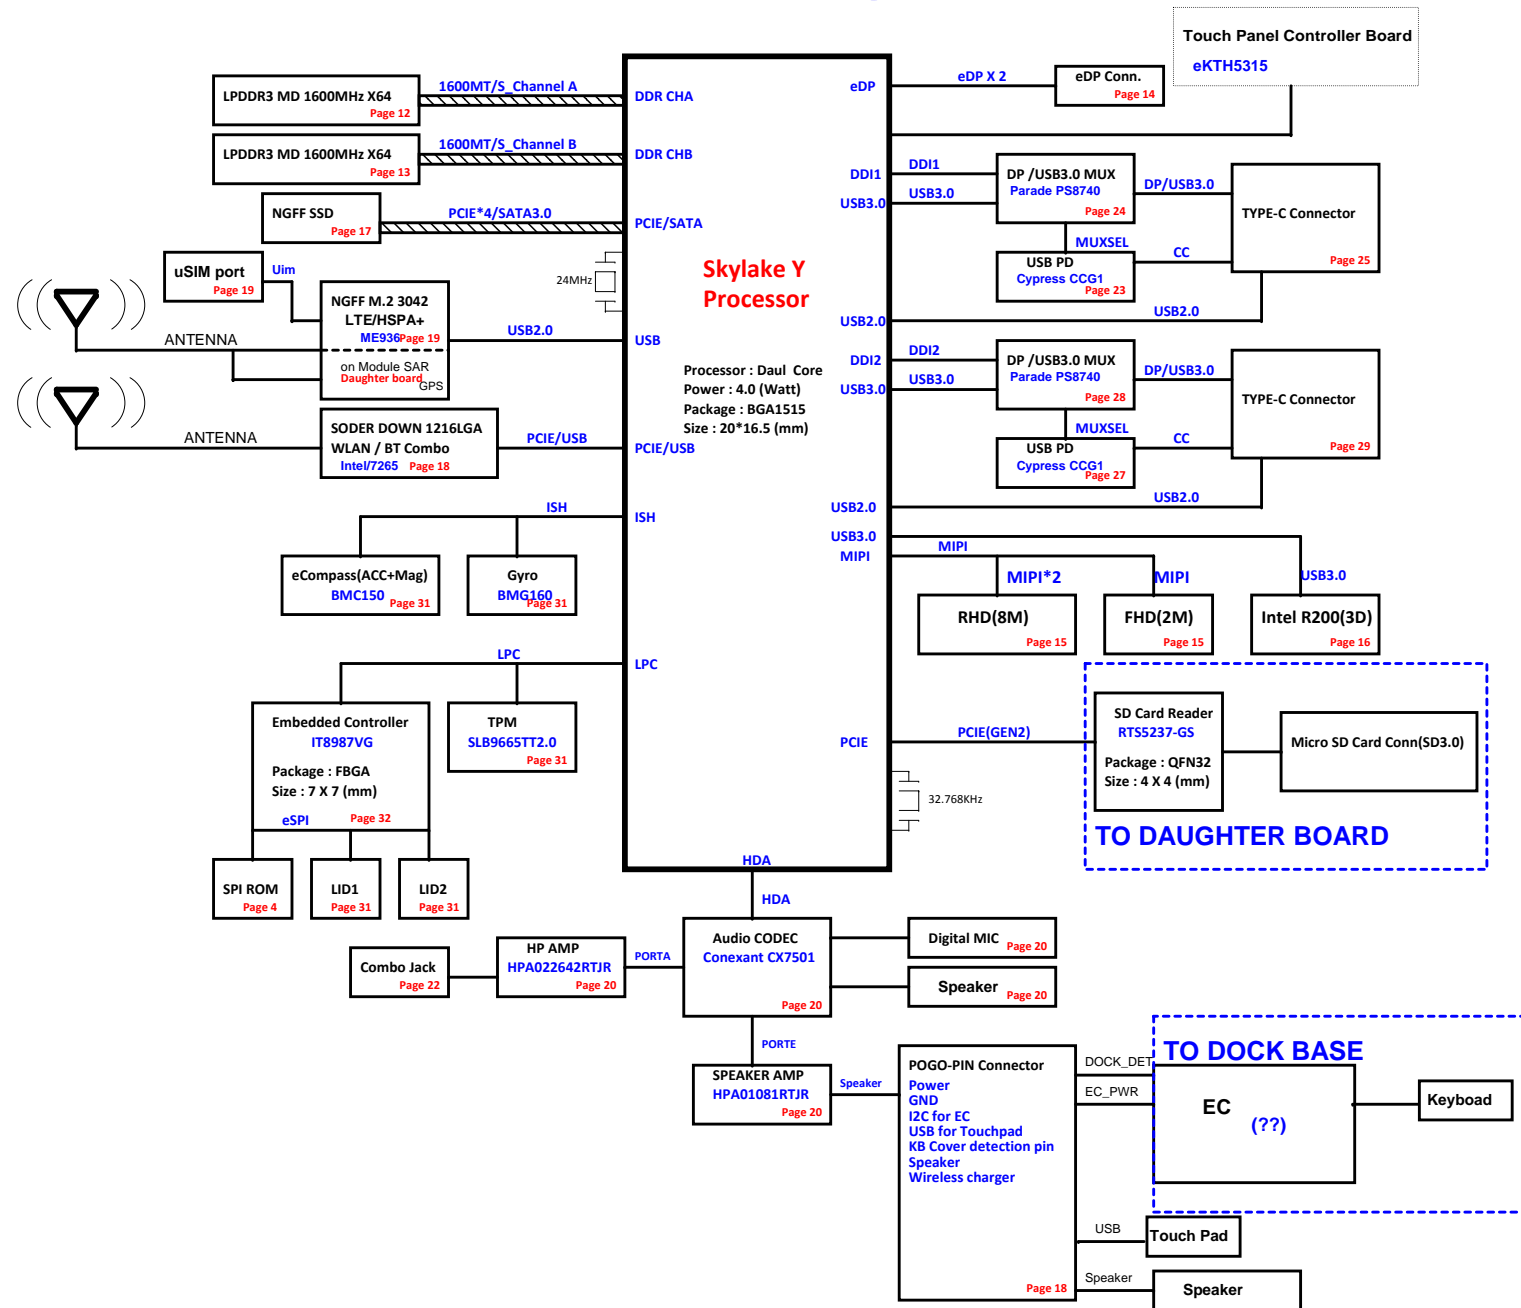 Touch Panel Controller Board
eKTH5315
LPDDR3 MD 1600MHz X64
Page 12
1600MT/S_Channel A
DDR CHA
eDP
eDP X 2
eDP Conn.
Page 14
LPDDR3 MD 1600MHz X64
Page 13
1600MT/S_Channel B
DDR CHB
NGFF SSD
Page 17
PCIE*4/SATA3.0
PCIE/SATA
DDI1
DDI1
USB3.0
USB3.0
DP /USB3.0 MUX
Parade PS8740
Page 24
DP/USB3.0
TYPE-C Connector
Page 25
MUXSEL
USB PD
Cypress CCG1
Page 23
CC
USB2.0
USB2.0
uSIM port
Page 19
Uim
24MHz
Skylake Y
Processor
NGFF M.2 3042
LTE/HSPA+
ME936
Page 19
on Module SAR
Daughter board
GPS
ANTENNA
USB2.0
USB
Processor : Daul  Core
Power : 4.0 (Watt)
Package : BGA1515
Size : 20*16.5 (mm)
DDI2
DDI2
USB3.0
USB3.0
DP /USB3.0 MUX
Parade PS8740
Page 28
DP/USB3.0
TYPE-C Connector
Page 29
MUXSEL
USB PD
Cypress CCG1
Page 27
CC
USB2.0
USB2.0
ANTENNA
SODER DOWN 1216LGA
WLAN / BT Combo
Intel/7265
Page 18
PCIE/USB
PCIE/USB
ISH
ISH
eCompass(ACC+Mag)
BMC150
Page 31
Gyro
BMG160
Page 31
USB3.0
MIPI
MIPI
MIPI*2
MIPI
USB3.0
RHD(8M)
Page 15
FHD(2M)
Page 15
Intel R200(3D)
Page 16
LPC
LPC
Embedded Controller
IT8987VG
Package : FBGA
Size : 7 X 7 (mm)
eSPI
Page 32
TPM
SLB9665TT2.0
Page 31
SPI ROM
Page 4
LID1
Page 31
LID2
Page 31
PCIE
PCIE(GEN2)
SD Card Reader
RTS5237-GS
Package : QFN32
Size : 4 X 4 (mm)
Micro SD Card Conn(SD3.0)
TO DAUGHTER BOARD
32.768KHz
HDA
HDA
Audio CODEC
Conexant CX7501
Page 20
Digital MIC
Page 20
Speaker
Page 20
Combo Jack
Page 22
HP AMP
HPA022642RTJR
Page 20
PORTA
PORTE
SPEAKER AMP
HPA01081RTJR
Page 20
Speaker
POGO-PIN Connector
Power
GND
I2C for EC
USB for Touchpad
KB Cover detection pin
Speaker
Wireless charger
Page 18
DOCK_DET
EC_PWR
TO DOCK BASE
EC
(??)
Keyboad
USB
Touch Pad
Speaker
Speaker